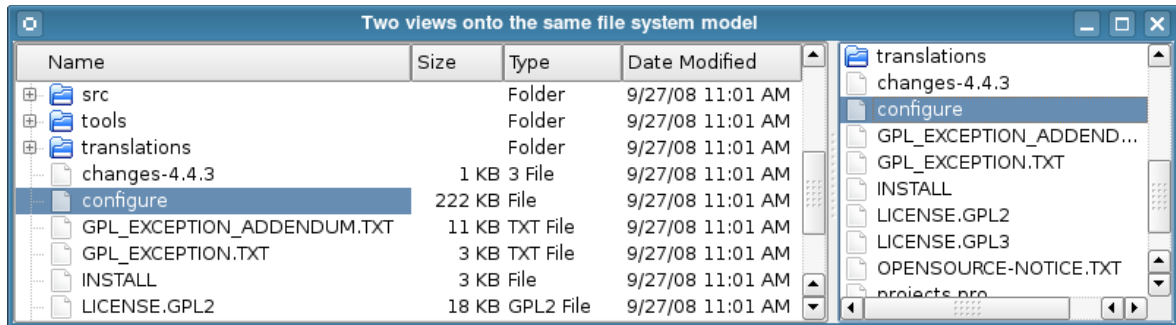 Two views onto the same file system model
Name Size Type Date Modified
src Folder 9/27/08 11:01 AM
tools Folder 9/27/08 11:01 AM
translations Folder 9/27/08 11:01 AM
changes-4.4.3 1 KB 3 File 9/27/08 11:01 AM
configure 222 KB File 9/27/08 11:01 AM
GPL_EXCEPTION_ADDENDUM.TXT 11 KB TXT File 9/27/08 11:01 AM
GPL_EXCEPTION.TXT 3 KB TXT File 9/27/08 11:01 AM
INSTALL 3 KB File 9/27/08 11:01 AM
LICENSE.GPL2 18 KB GPL2 File 9/27/08 11:01 AM
translations
changes-4.4.3
configure
GPL_EXCEPTION_ADDEND...
GPL_EXCEPTION.TXT
INSTALL
LICENSE.GPL2
LICENSE.GPL3
OPENSOURCE-NOTICE.TXT
projects.pro